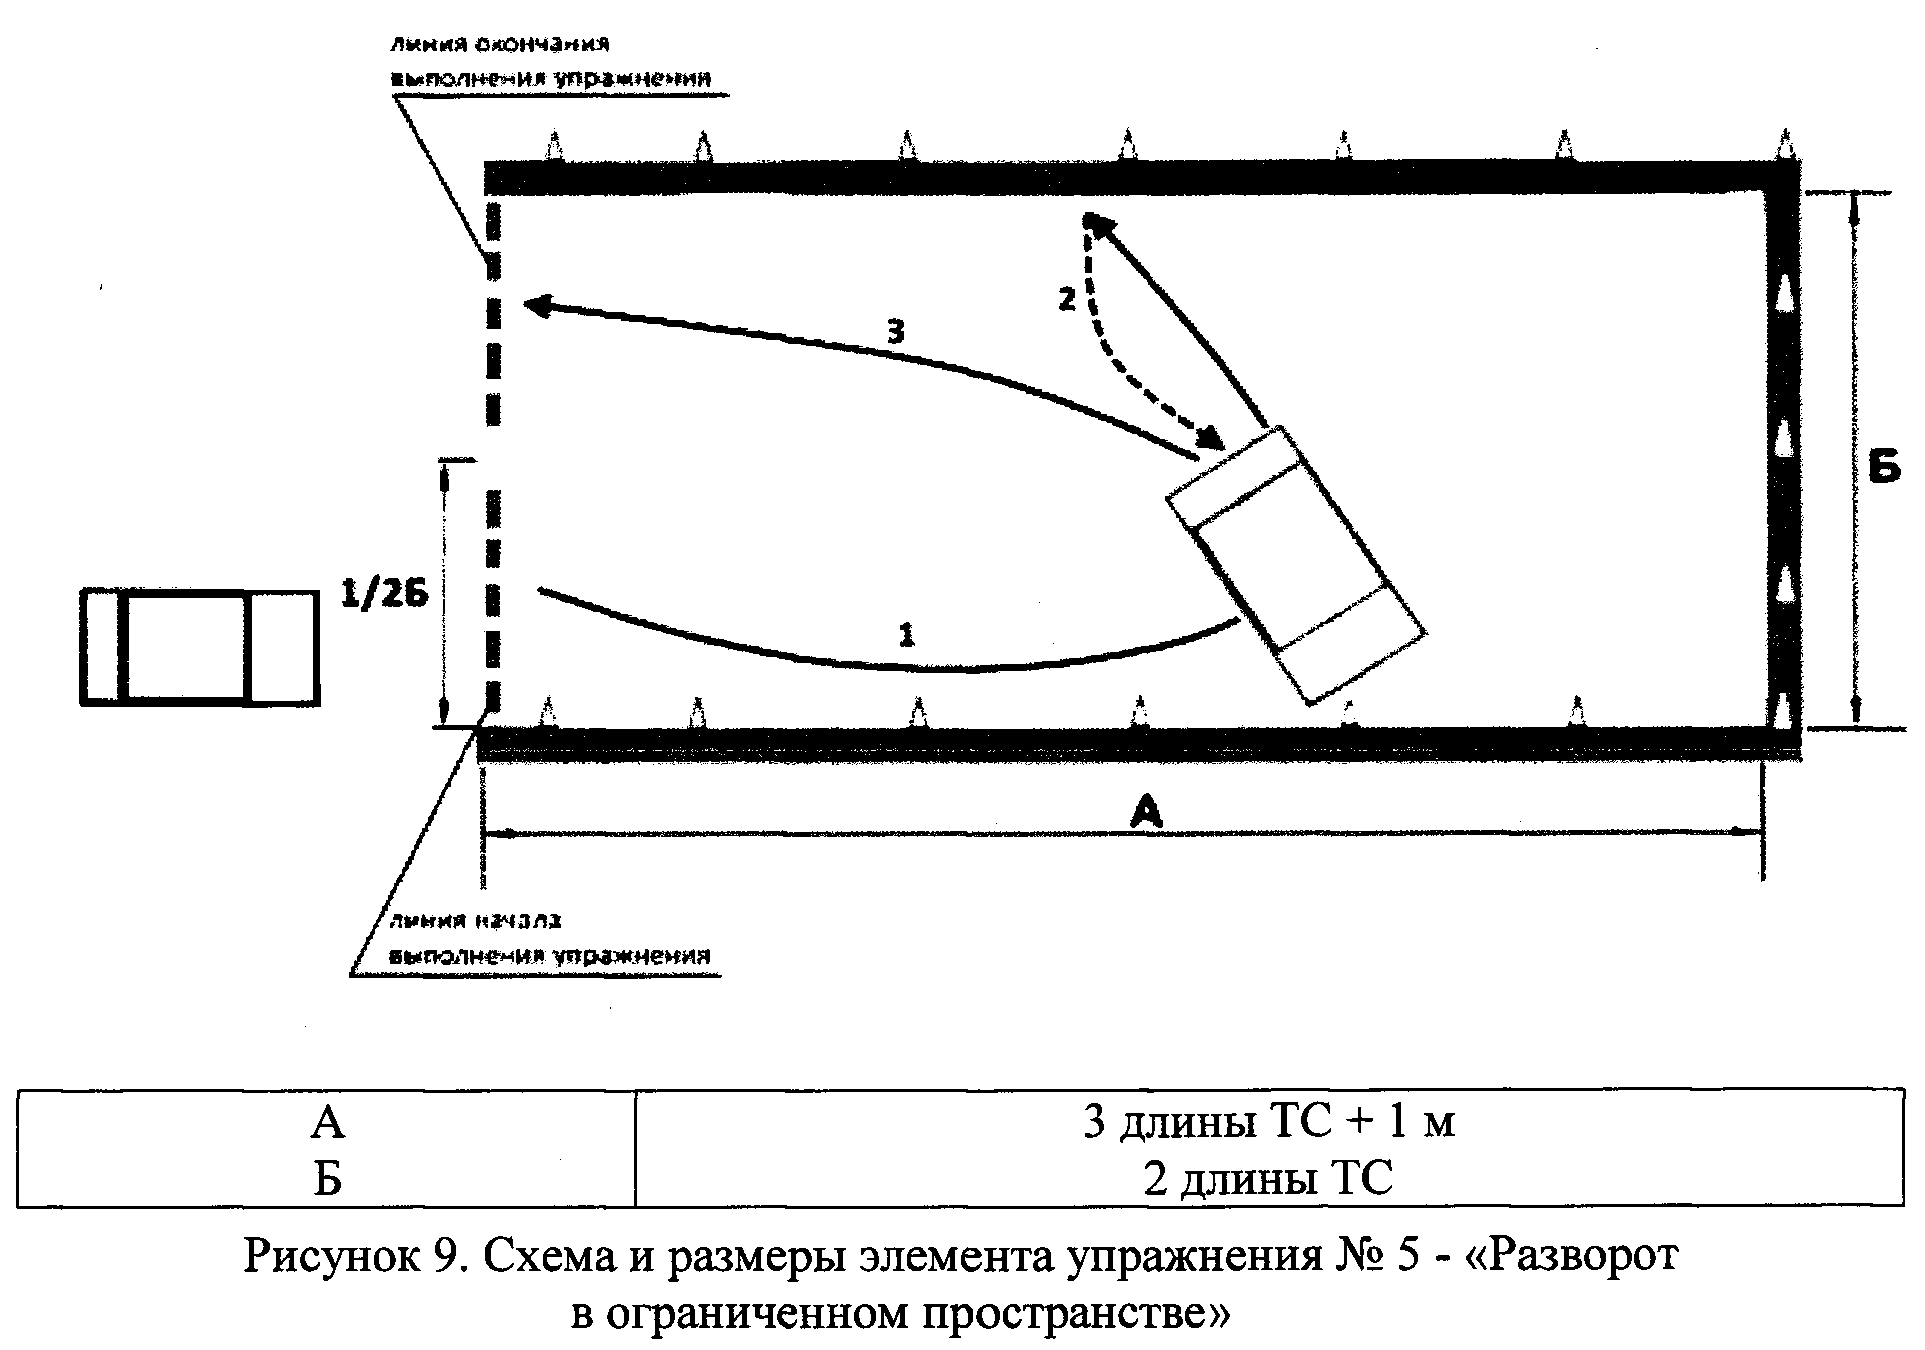 линия окончания
выполнения упражнения
2
3
Б
1/2Б
1
А
линия начала
выполнения упражнения
А 3 длины ТС + 1 м
Б 2 длины ТС
Рисунок 9. Схема и размеры элемента упражнения № 5 - «Разворот
в ограниченном пространстве»